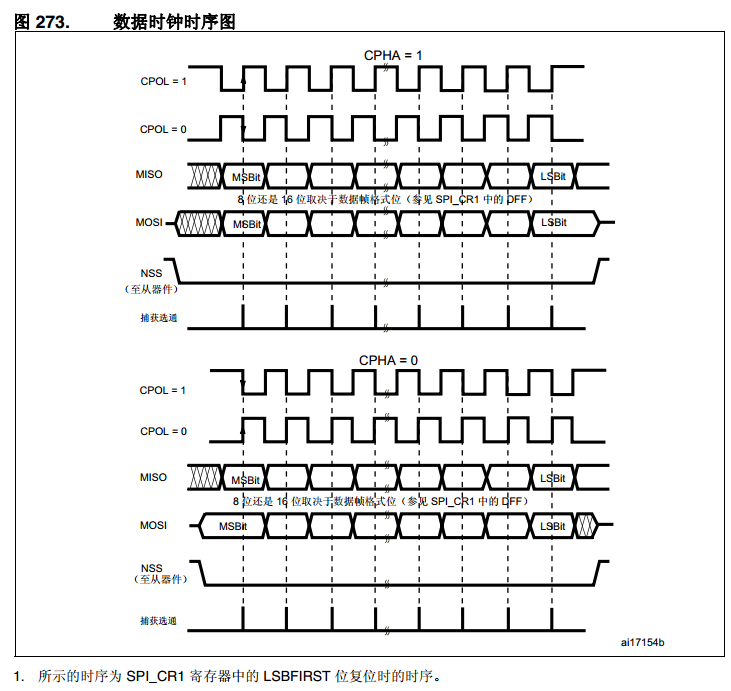 图 273. 数据时钟时序图
CPHA = 1
CPOL = 1
CPOL = 0
MISO MSBit LSBit
8 位还是 16 位取决于数据帧格式位（参见 SPI_CR1 中的 DFF）
MOSI MSBit LSBit
NSS
（至从器件）
捕获选通
CPHA = 0
CPOL = 1
CPOL = 0
MISO MSBit LSBit
8 位还是 16 位取决于数据帧格式位（参见 SPI_CR1 中的 DFF）
MOSI MSBit LSBit
NSS
（至从器件）
捕获选通
ai17154b
1. 所示的时序为 SPI_CR1 寄存器中的 LSBFIRST 位复位时的时序。